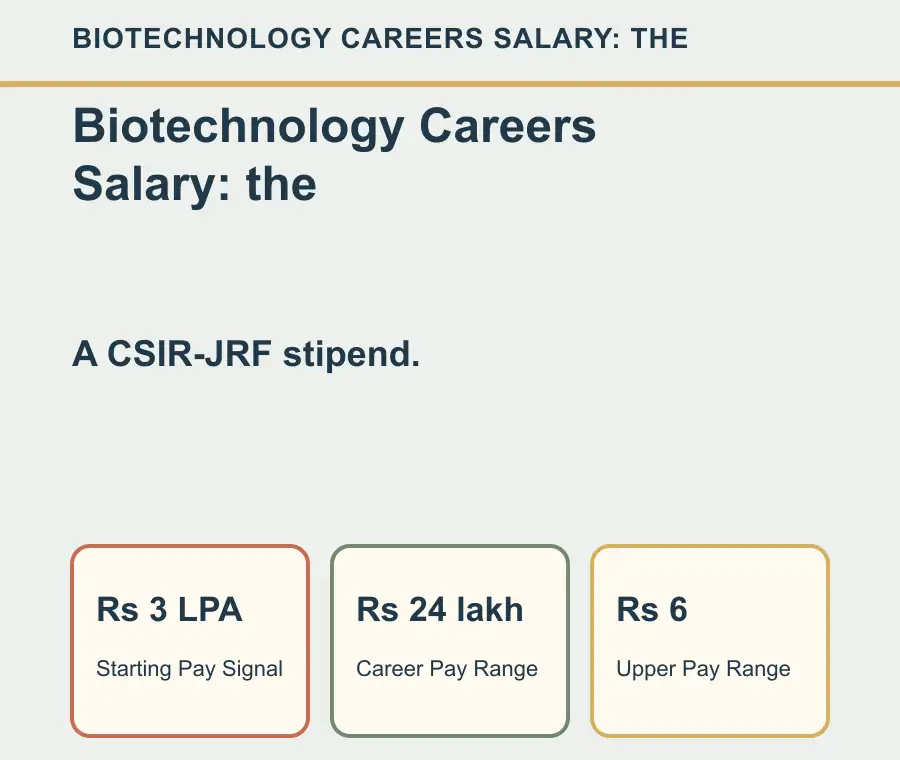 BIOTECHNOLOGY CAREERS SALARY: THE
Biotechnology Careers
Salary: the
A CSIR-JRF stipend.
Rs 3 LPA
Starting Pay Signal
Rs 24 lakh
Career Pay Range
Rs 6
Upper Pay Range